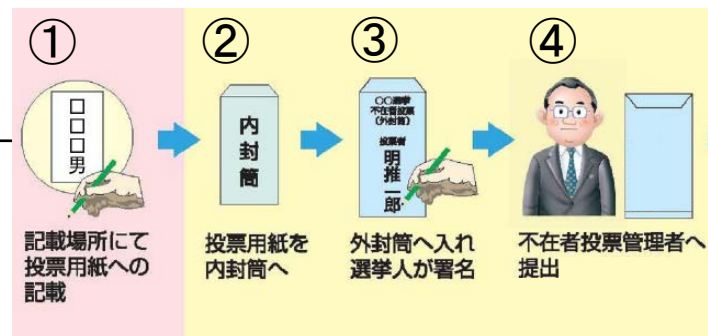 ①
□□□男
記載場所にて
投票用紙への
記載
②
内封筒
投票用紙を
内封筒へ
③
〇〇選挙
不在者投票
(外封筒)
投票者
明推一郎
外封筒へ入れ
選挙人が署名
④
不在者投票管理者へ
提出